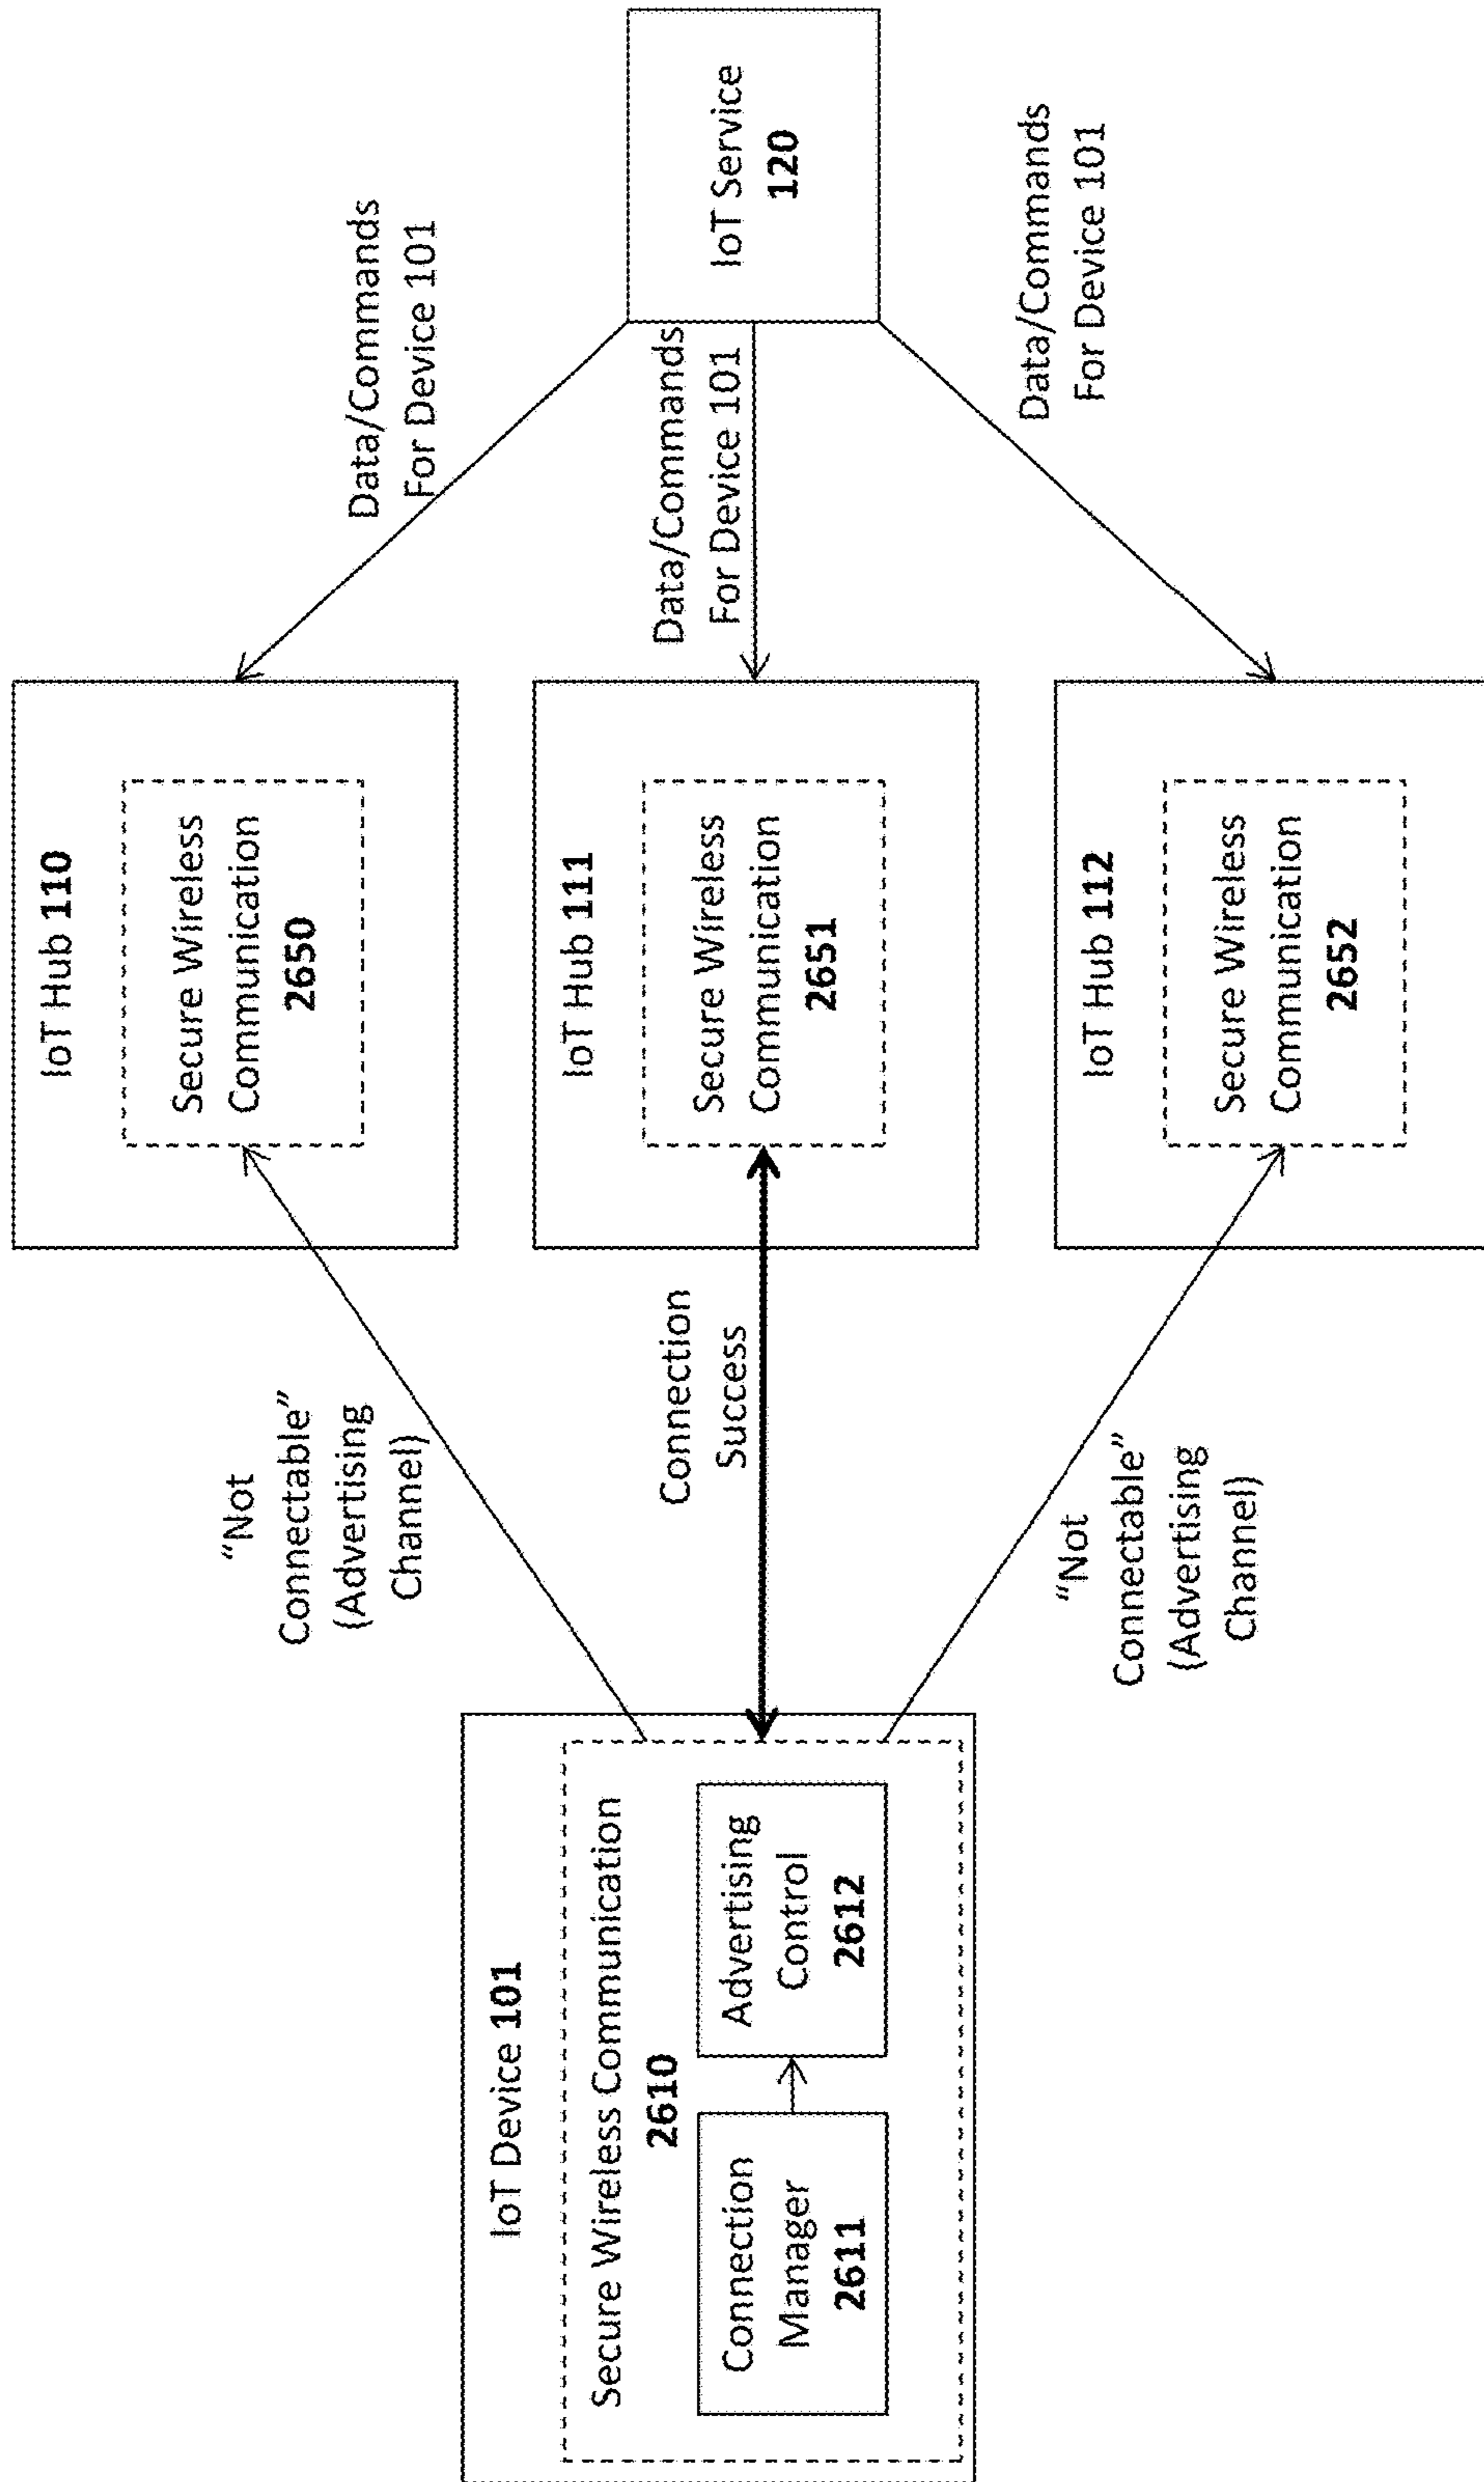 IoT Device 101
Secure Wireless Communication
2610
Connection
Manager
2611
Advertising
Control
2612
“Not
Connectable”
(Advertising
Channel)
Connection
Success
“Not
Connectable”
(Advertising
Channel)
IoT Hub 110
Secure Wireless
Communication
2650
IoT Hub 111
Secure Wireless
Communication
2651
IoT Hub 112
Secure Wireless
Communication
2652
Data/Commands
For Device 101
Data/Commands
For Device 101
Data/Commands
For Device 101
IoT Service
120